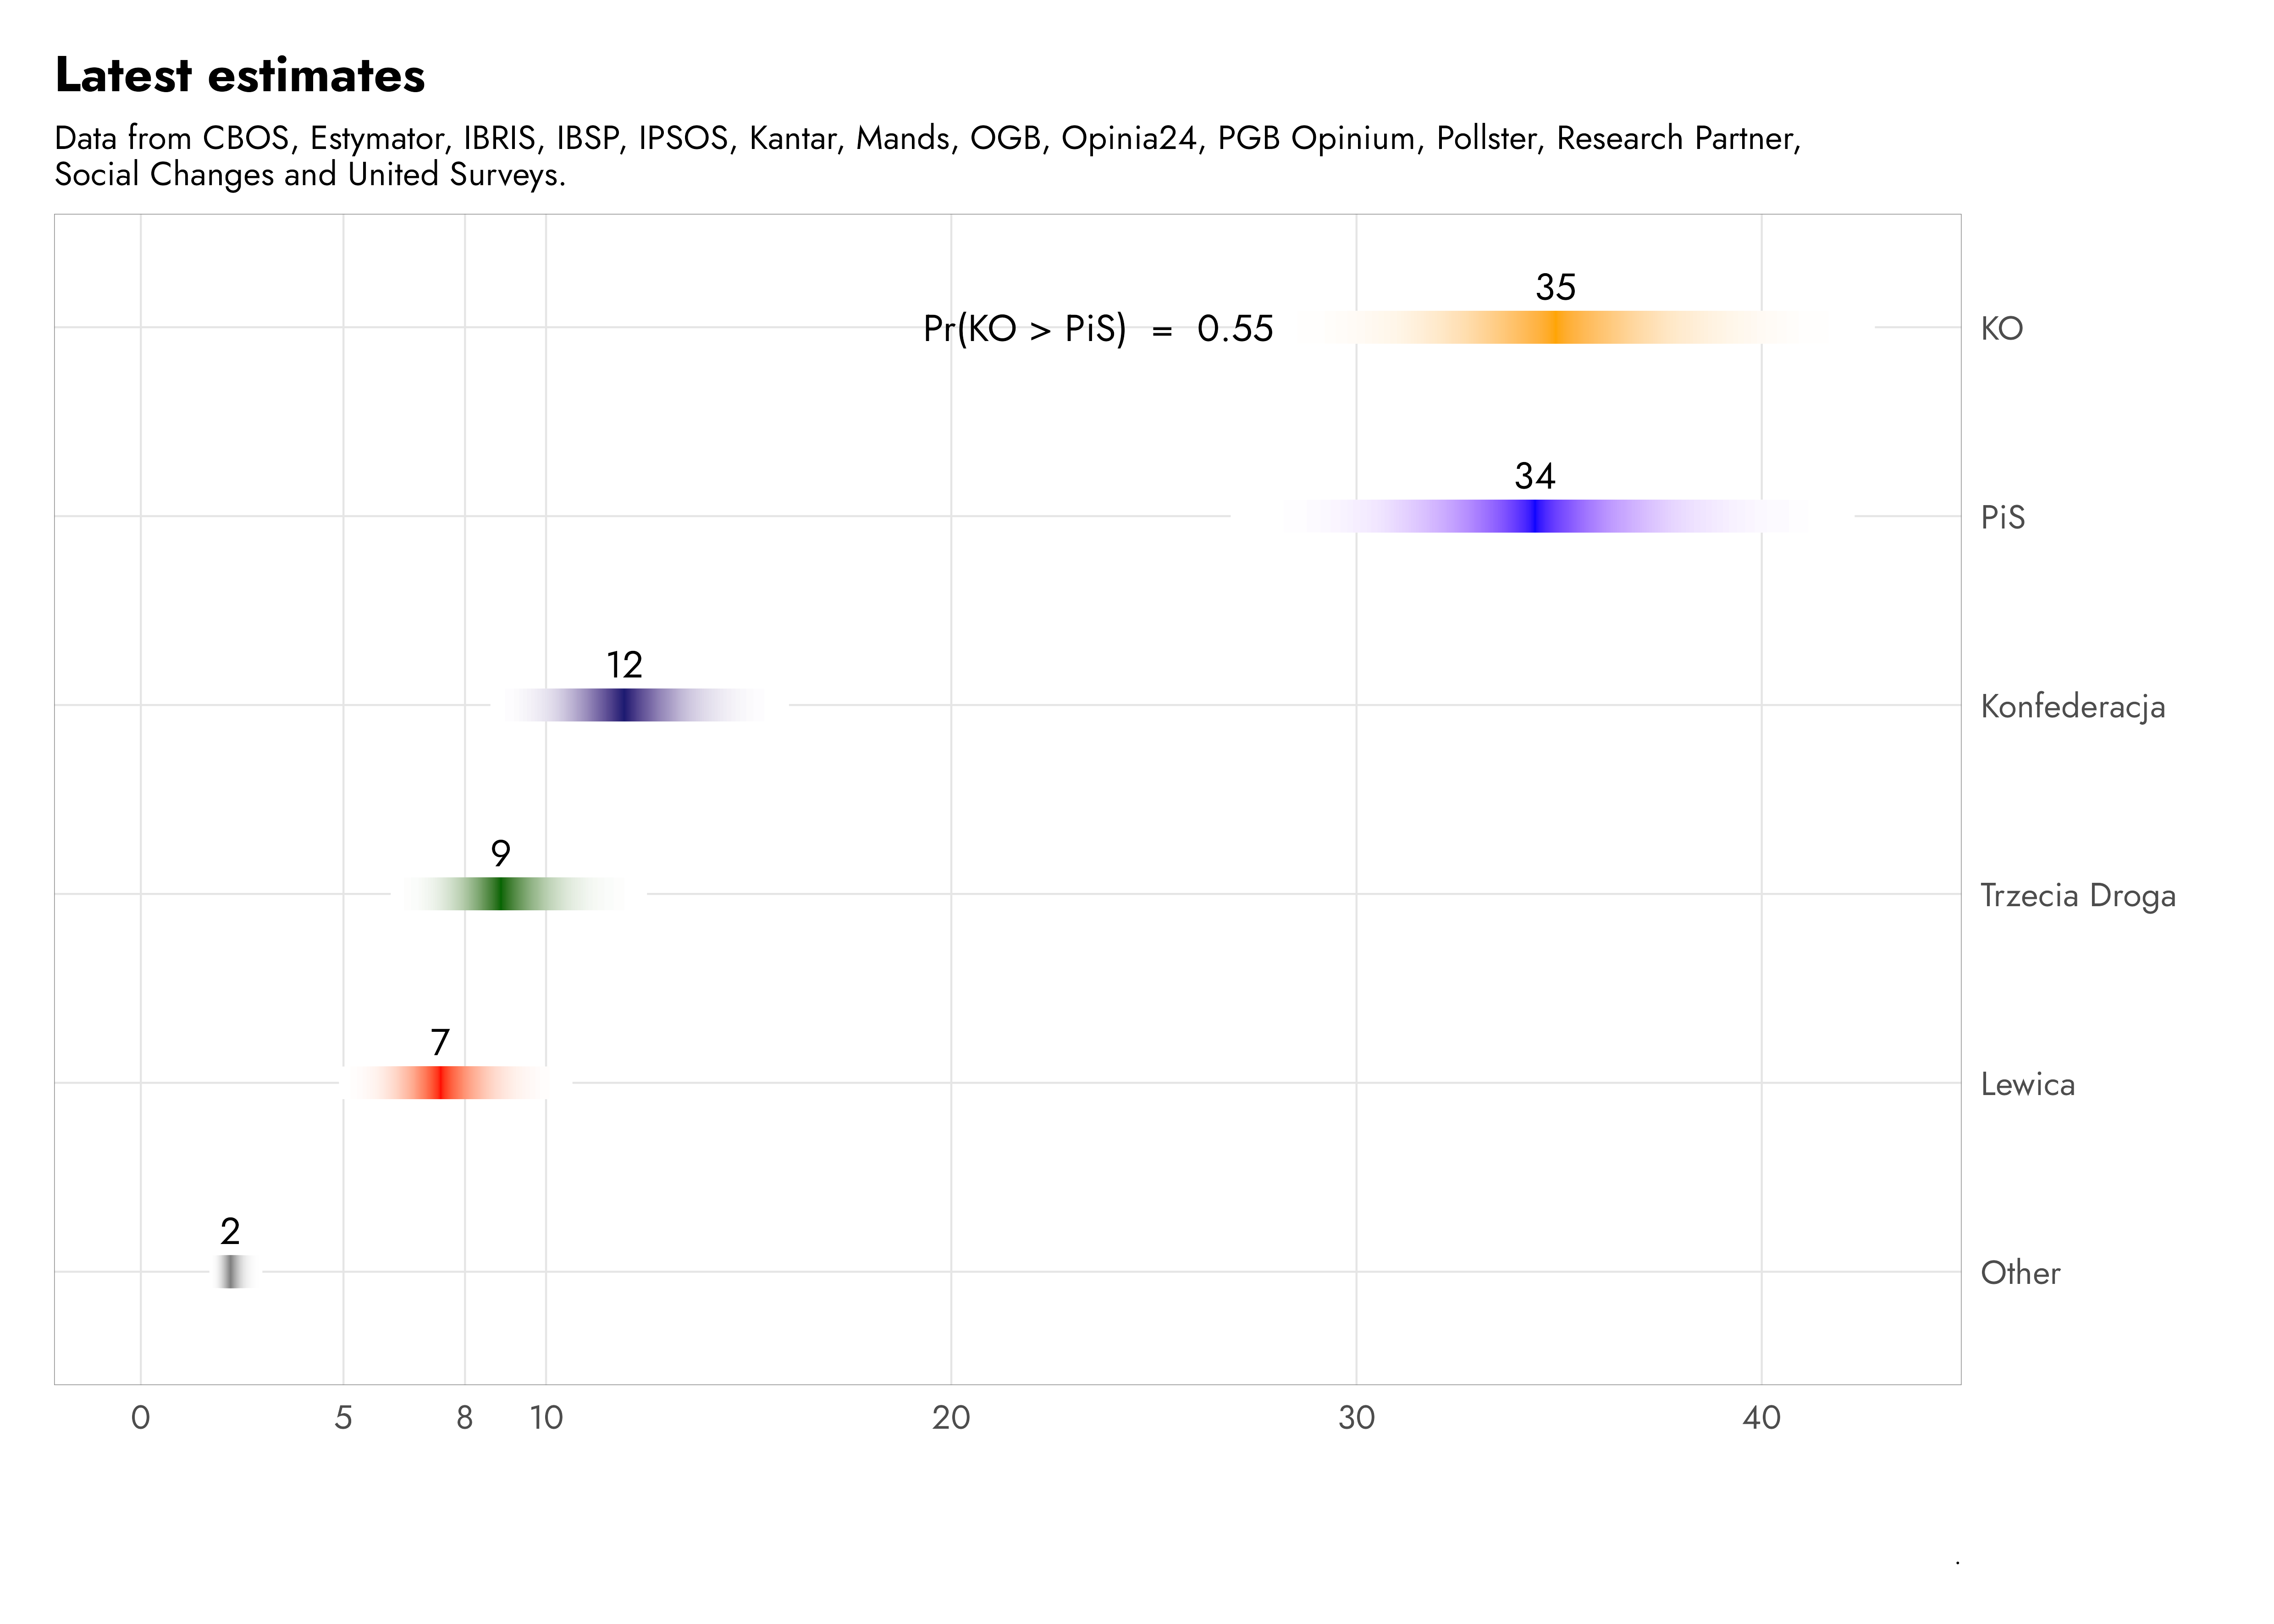 Latest estimates
Data from CBOS, Estymator, IBRIS, IBSP, IPSOS, Kantar, Mands, OGB, Opinia24, PGB Opinium, Pollster, Research Partner,
Social Changes and United Surveys.
35
Pr(KO > PiS) = 0.55
KO
34
PiS
12
Konfederacja
9
Trzecia Droga
7
Lewica
2
Other
0 5 8 10 20 30 40
.